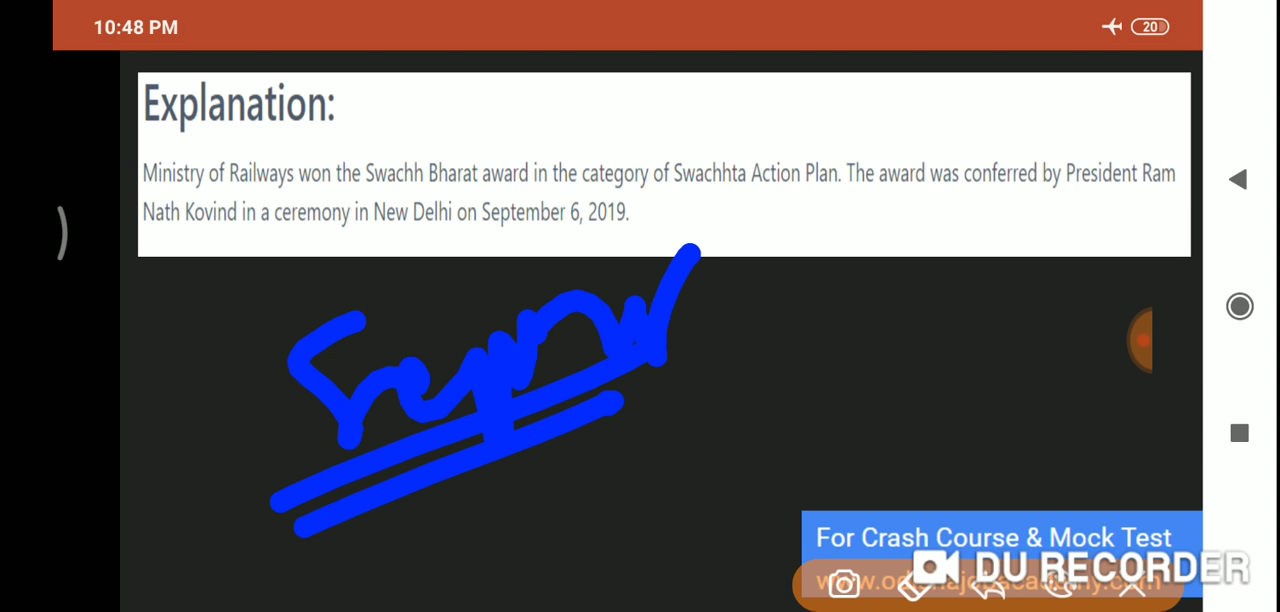 10:48 PM
20
Explanation:
Ministry of Railways won the Swachh Bharat award in the category of Swachhta Action Plan. The award was conferred by President Ram
Nath Kovind in a ceremony in New Delhi on September 6, 2019.
For Crash Course & Mock Test
DU RECORDER